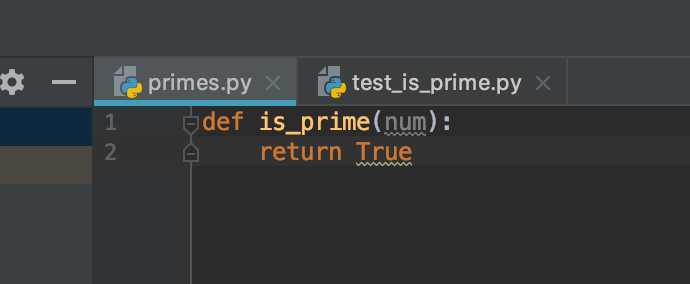 primes.py test_is_prime.py
1 def is_prime(num):
2 return True